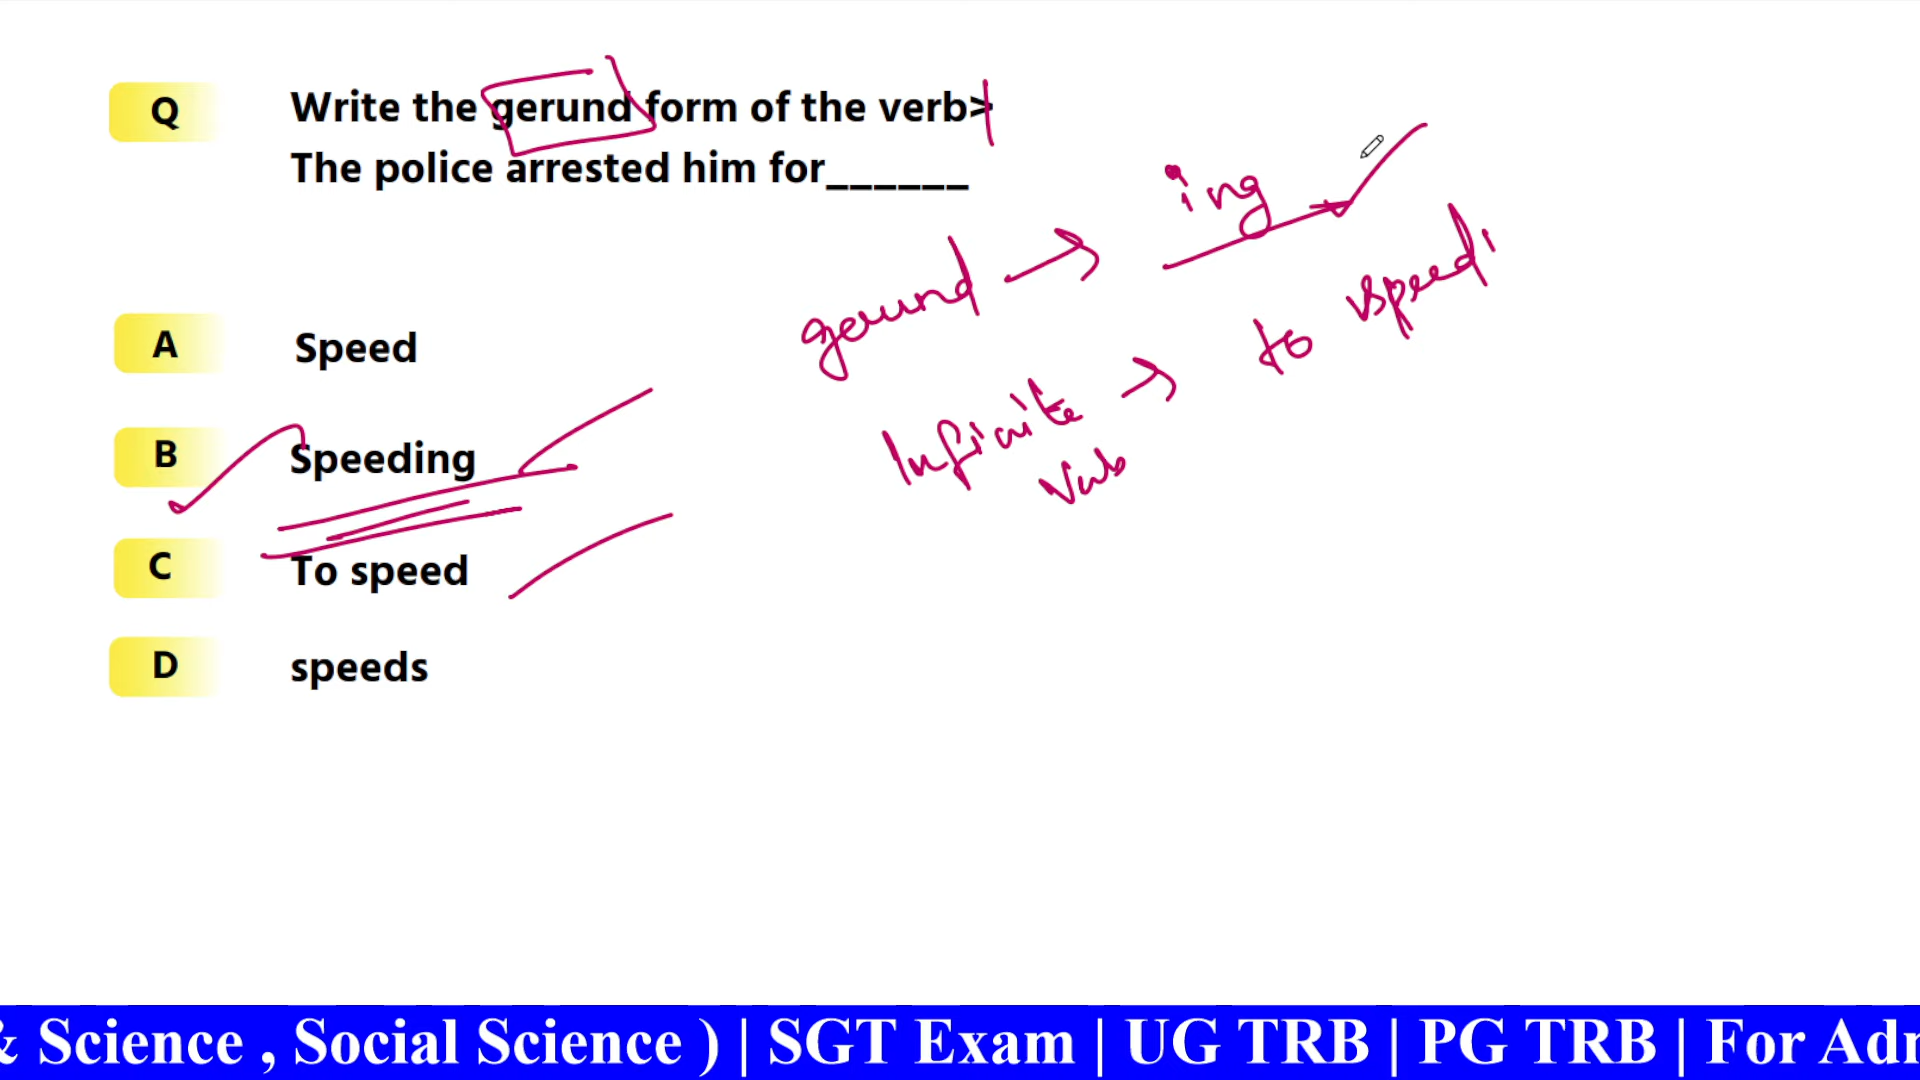 Q Write the gerund form of the verb>
The police arrested him for______
ing
gerund →
to speed
A Speed
Infinite →
Verb
B Speeding
C To speed
D speeds
& Science , Social Science ) | SGT Exam | UG TRB | PG TRB | For Adm